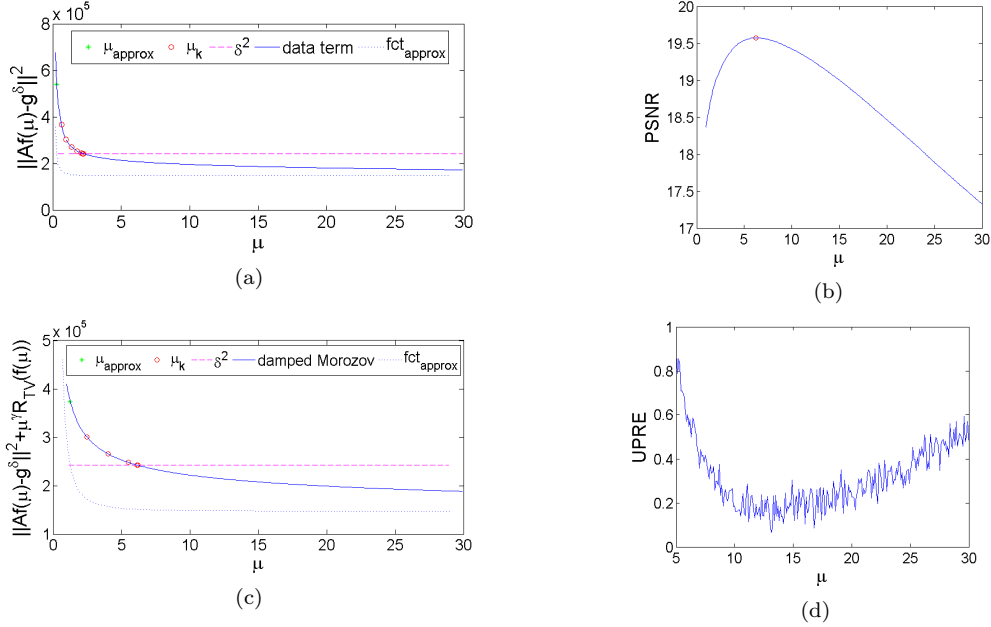 8 x 10^5
μ_approx μ_k δ^2 data term fct_approx
6
4
2
0
0 5 10 15 20 25 30
||Af(μ)-g^δ||^2
μ
(a)
20
19.5
19
18.5
18
17.5
17
0 5 10 15 20 25 30
PSNR
μ
(b)
5 x 10^5
μ_approx μ_k δ^2 damped Morozov fct_approx
4
3
2
1
0 5 10 15 20 25 30
||Af(μ)-g^δ||^2+μ^γR_TV(f(μ))
μ
(c)
1
0.8
0.6
0.4
0.2
0
5 10 15 20 25 30
UPRE
μ
(d)